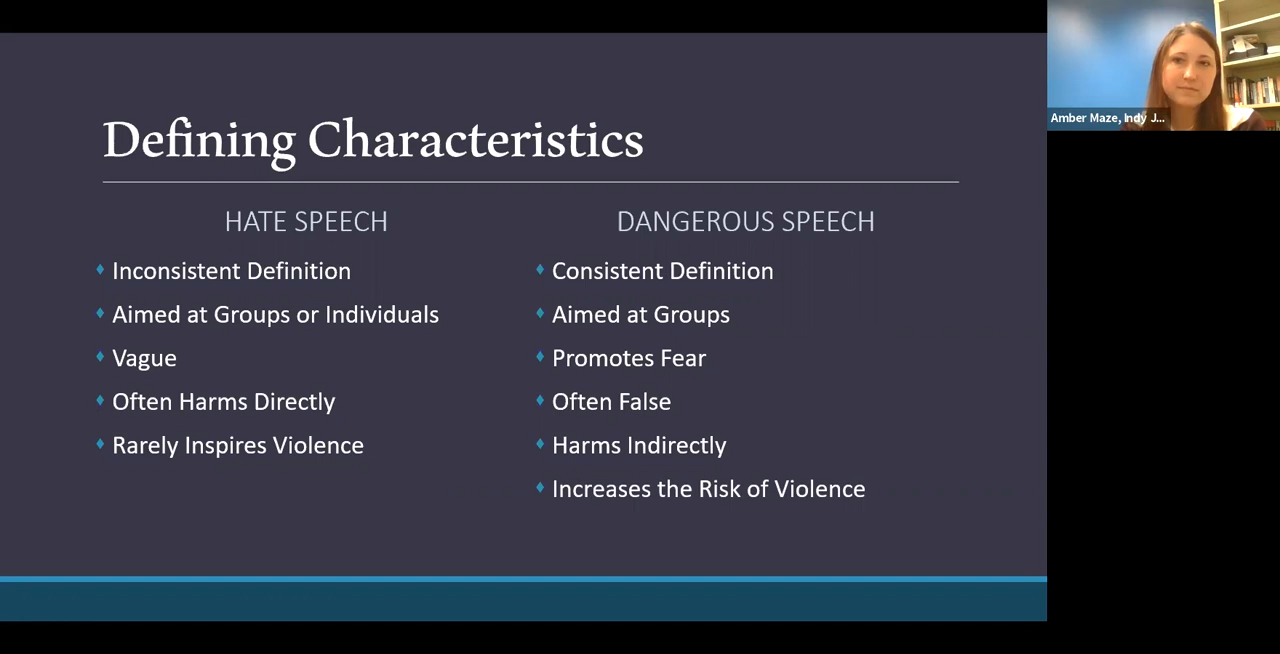 Defining Characteristics
HATE SPEECH
Inconsistent Definition
Aimed at Groups or Individuals
Vague
Often Harms Directly
Rarely Inspires Violence
DANGEROUS SPEECH
Consistent Definition
Aimed at Groups
Promotes Fear
Often False
Harms Indirectly
Increases the Risk of Violence
Amber Maze, Indy J...